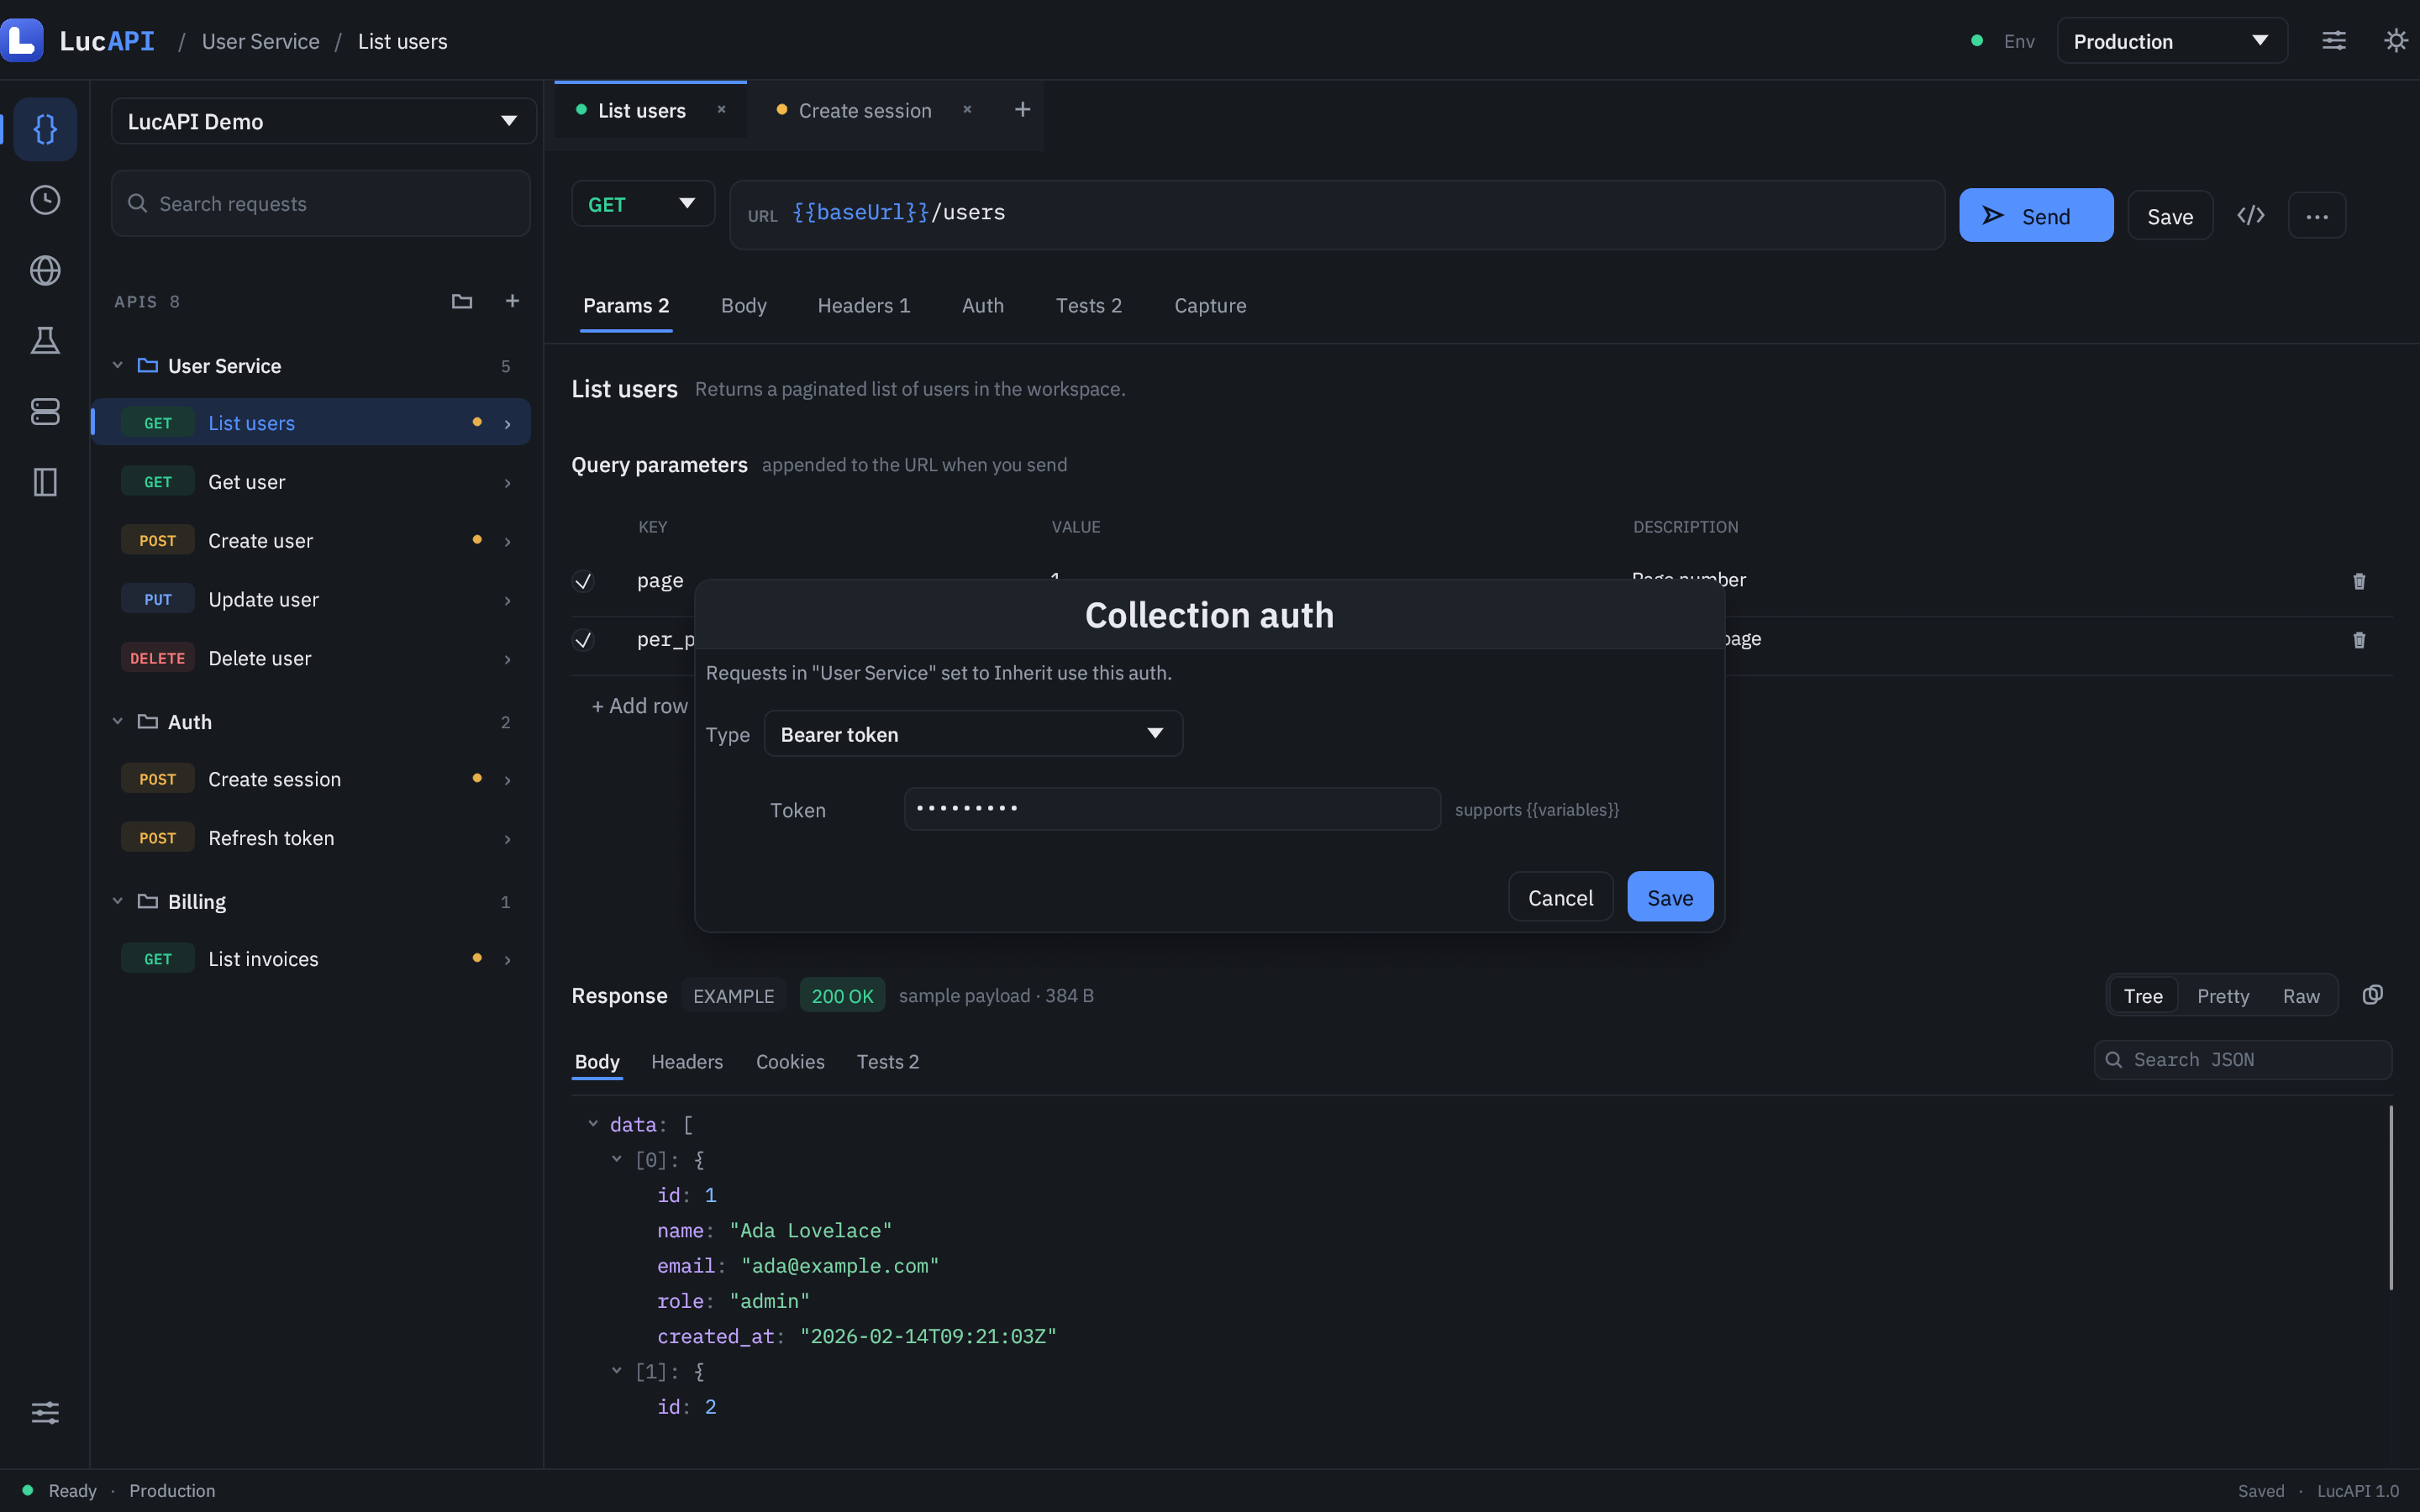 LucAPI / User Service / List users
Env Production
LucAPI Demo
Search requests
APIS 8
User Service 5
GET List users
GET Get user
POST Create user
PUT Update user
DELETE Delete user
Auth 2
POST Create session
POST Refresh token
Billing 1
GET List invoices
List users × Create session × +
GET
URL {{baseUrl}}/users
Send Save </> ...
Params 2 Body Headers 1 Auth Tests 2 Capture
List users Returns a paginated list of users in the workspace.
Query parameters appended to the URL when you send
KEY VALUE DESCRIPTION
page 1 Page number
per_p page
+ Add row
Collection auth
Requests in "User Service" set to Inherit use this auth.
Type Bearer token
Token ••••••••• supports {{variables}}
Cancel Save
Response EXAMPLE 200 OK sample payload · 384 B
Tree Pretty Raw
Body Headers Cookies Tests 2
Search JSON
data: [
[0]: {
id: 1
name: "Ada Lovelace"
email: "ada@example.com"
role: "admin"
created_at: "2026-02-14T09:21:03Z"
[1]: {
id: 2
Ready · Production
Saved · LucAPI 1.0